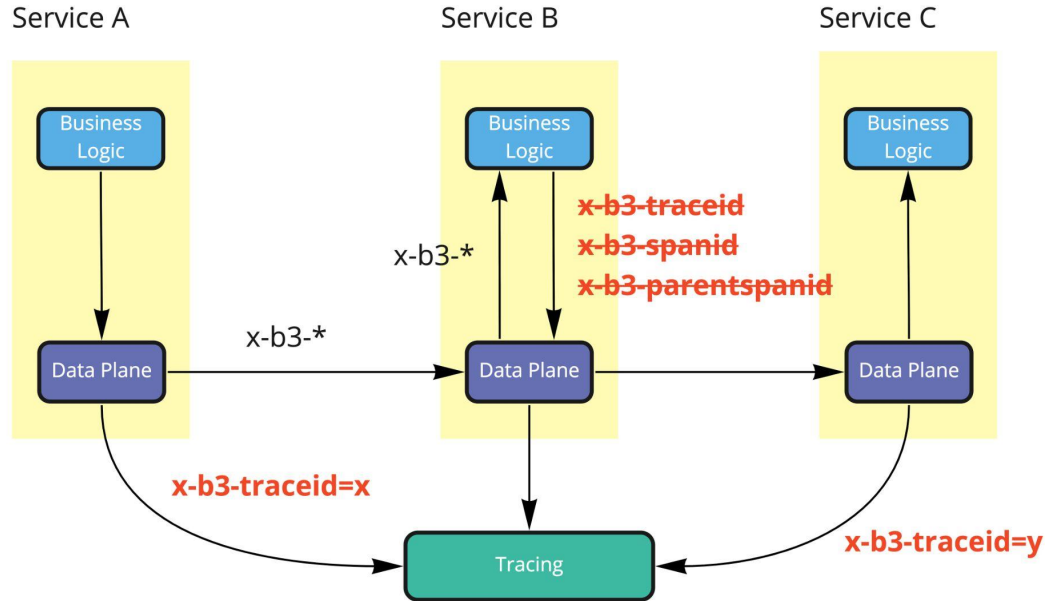 Service A
Service B
Service C
Business
Logic
Business
Logic
Business
Logic
x-b3-traceid
x-b3-spanid
x-b3-parentspanid
x-b3-*
x-b3-*
Data Plane
Data Plane
Data Plane
x-b3-traceid=x
x-b3-traceid=y
Tracing